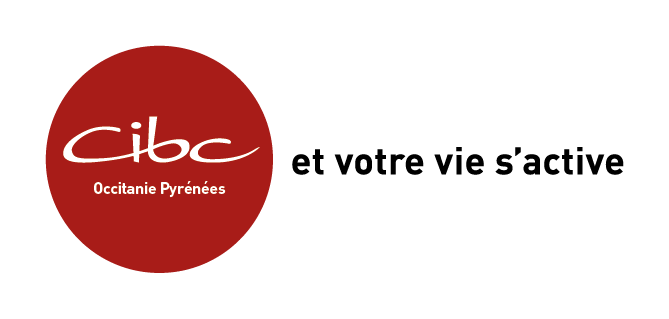 cibc
Occitanie Pyrénées
et votre vie s’active